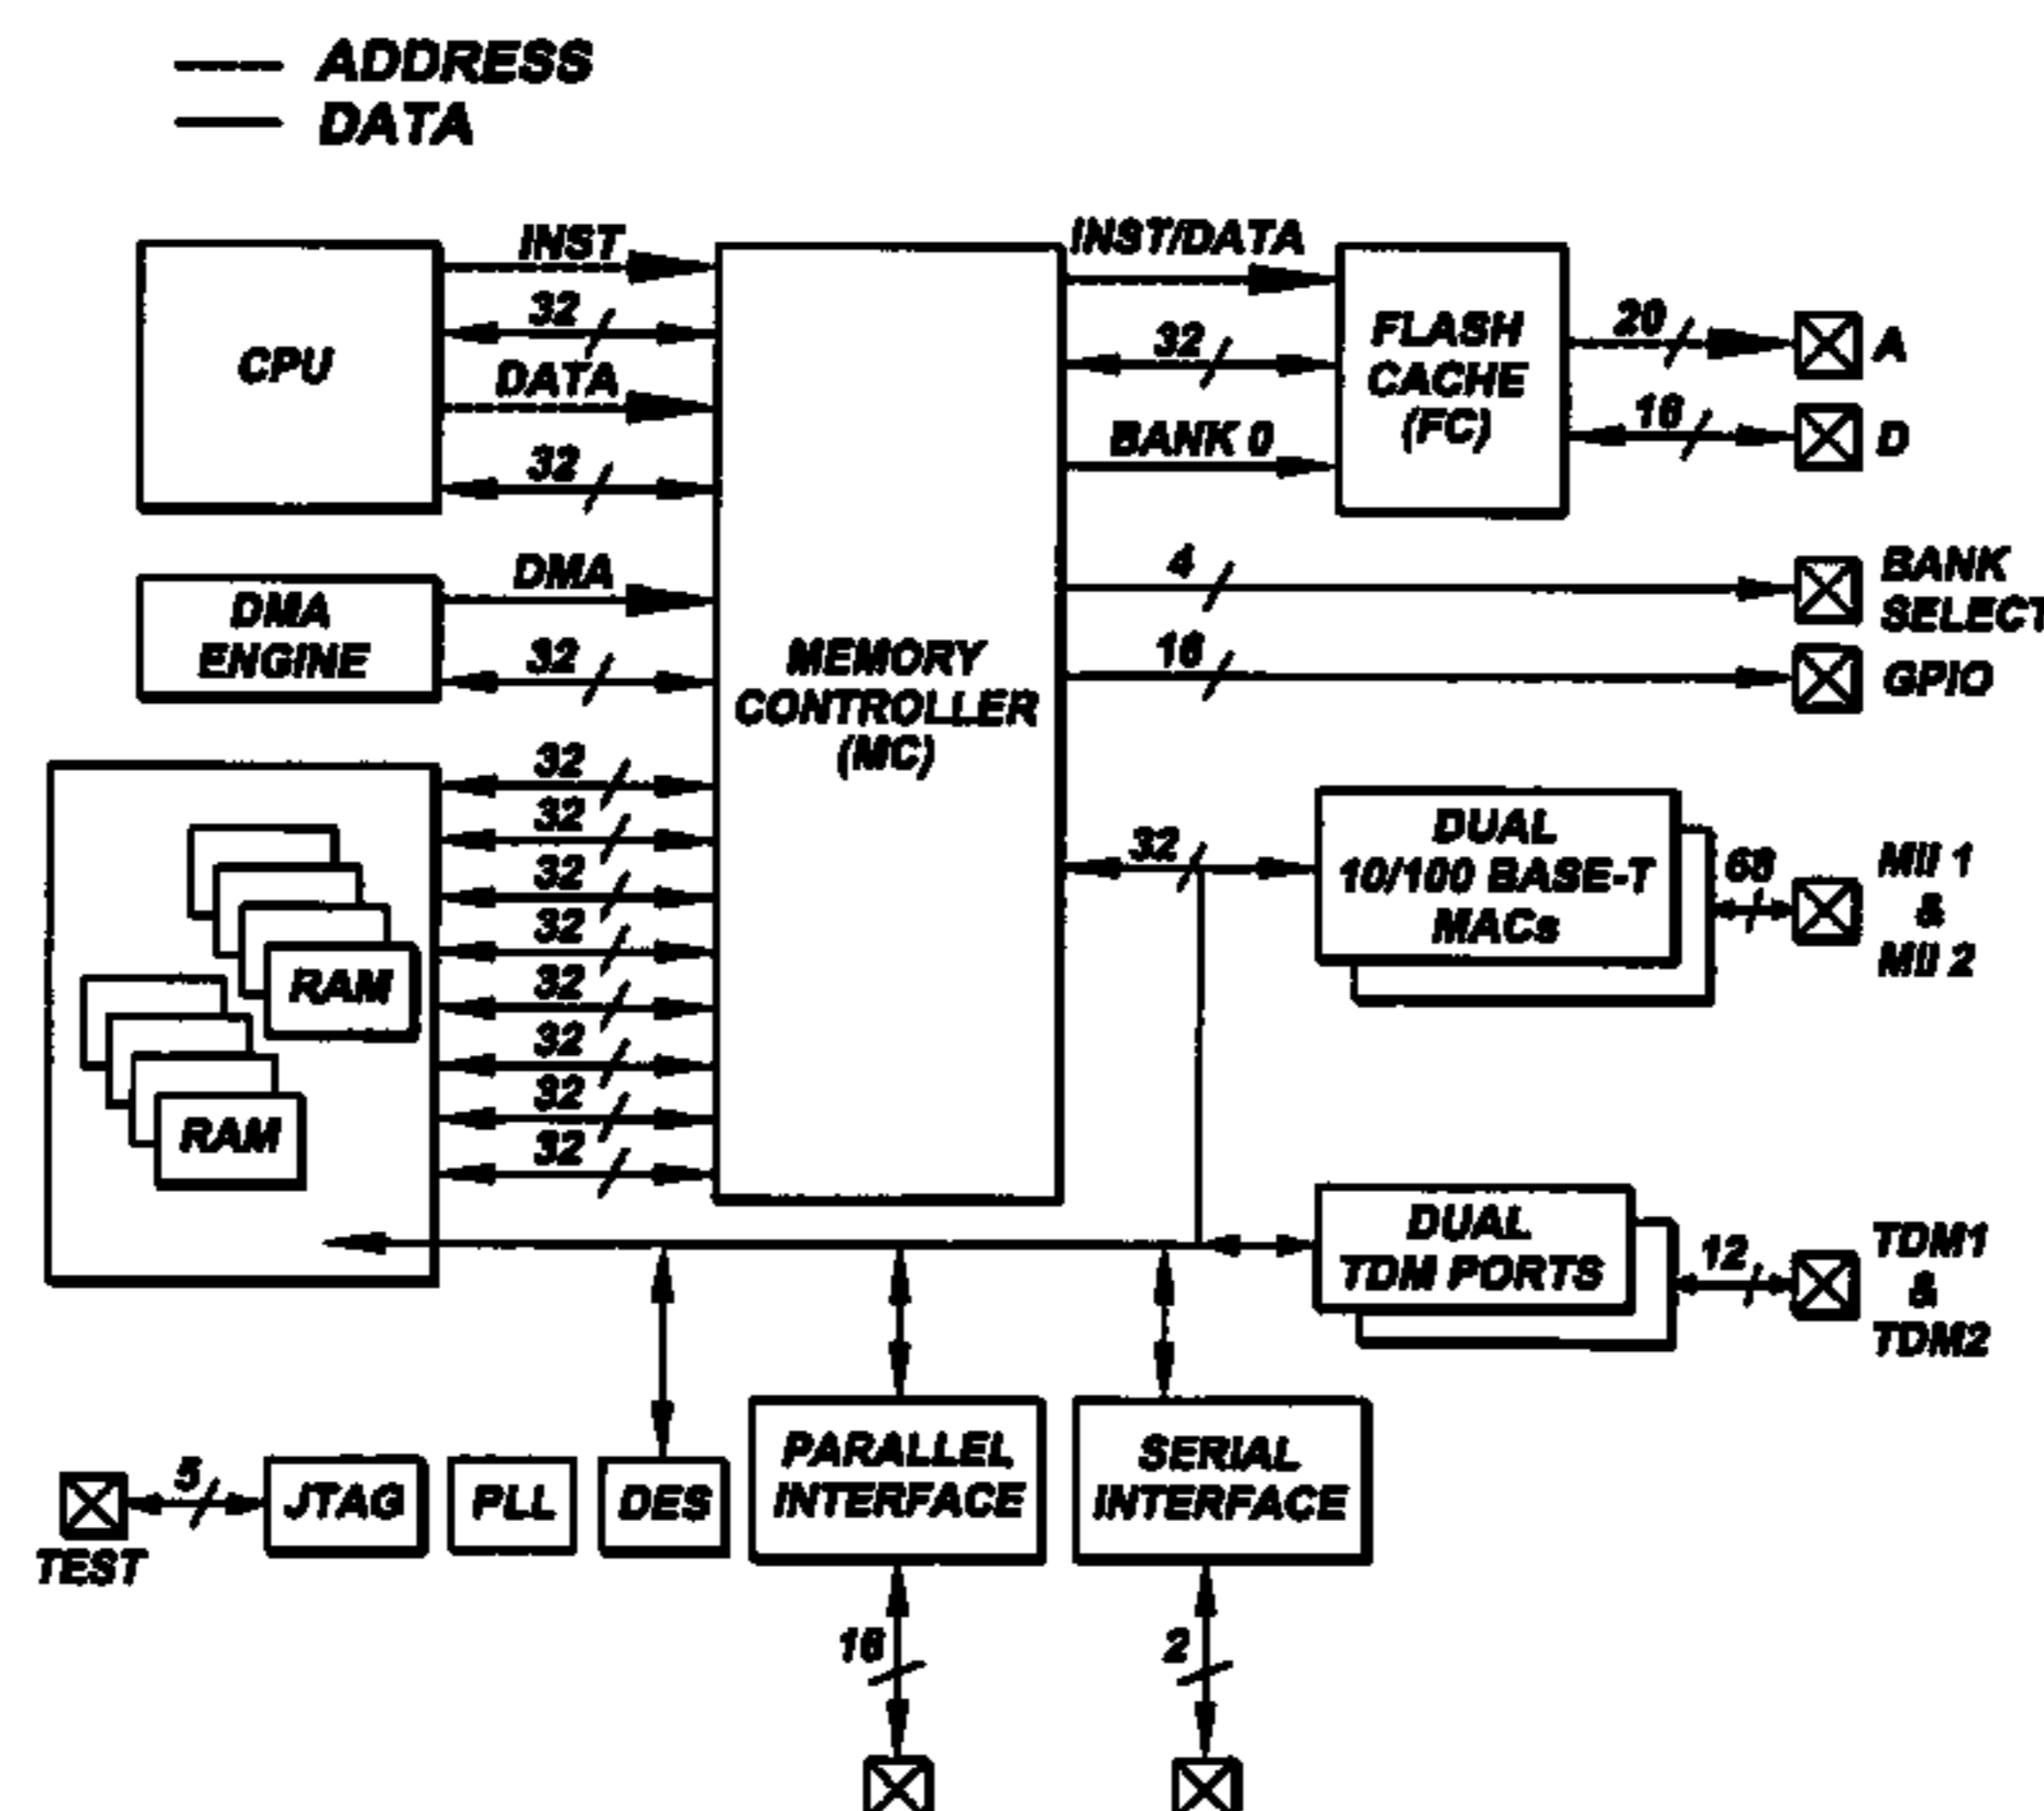 ADDRESS
DATA
INST
32
DATA
32
CPU
DMA
32
DMA
ENGINE
32
32
32
32
32
32
32
32
RAM
RAM
MEMORY
CONTROLLER
(MC)
INST/DATA
32
BANK 0
FLASH
CACHE
(FC)
20
A
16
D
4
BANK
SELECT
16
GPIO
32
DUAL
10/100 BASE-T
MACs
MII 1
&
MII 2
DUAL
TDM PORTS
12
TDM1
&
TDM2
5
TEST
JTAG
PLL
DES
PARALLEL
INTERFACE
SERIAL
INTERFACE
2